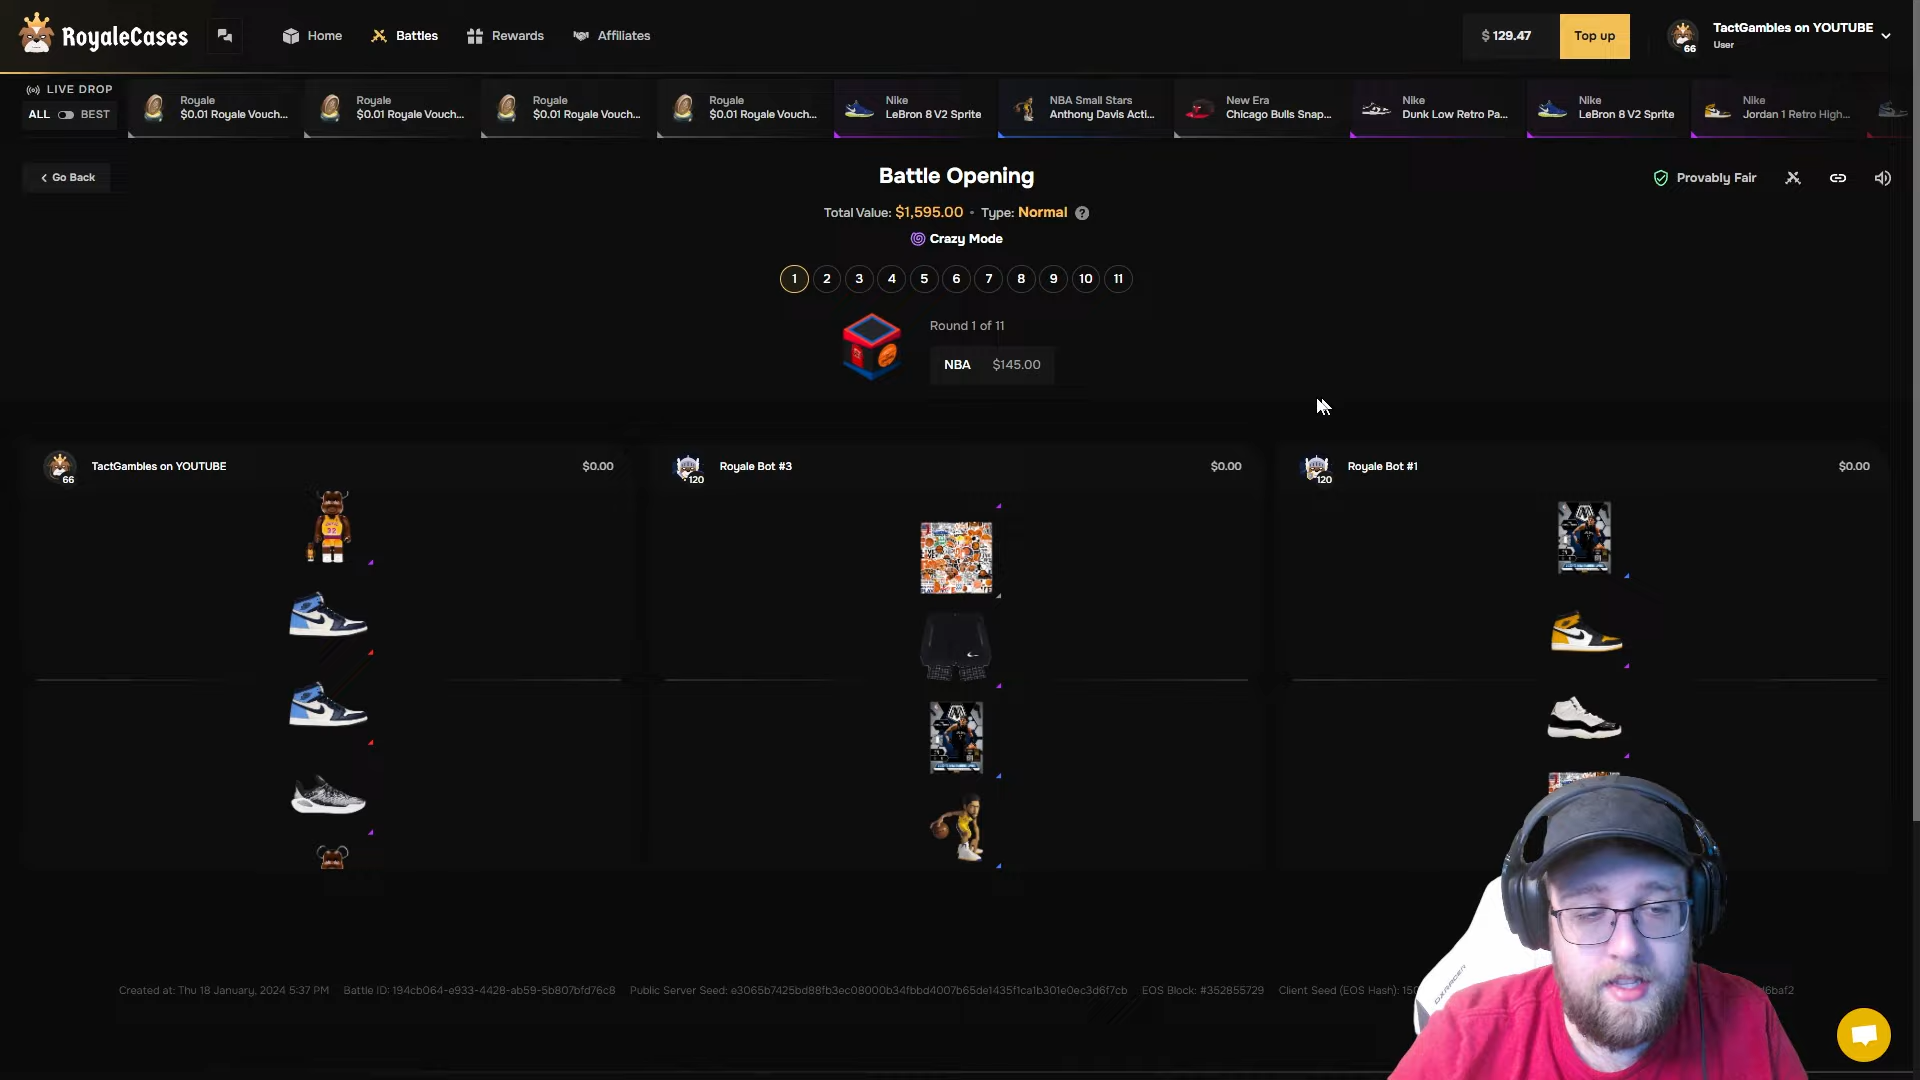 RoyaleCases
Home
Battles
Rewards
Affiliates
$ 129.47
Top up
66
TactGambles on YOUTUBE
User
LIVE DROP
ALL
BEST
Royale
$0.01 Royale Vouch...
Royale
$0.01 Royale Vouch...
Royale
$0.01 Royale Vouch...
Royale
$0.01 Royale Vouch...
Nike
LeBron 8 V2 Sprite
NBA Small Stars
Anthony Davis Acti...
New Era
Chicago Bulls Snap...
Nike
Dunk Low Retro Pa...
Nike
LeBron 8 V2 Sprite
Nike
Jordan 1 Retro High...
Go Back
Battle Opening
Provably Fair
Total Value: $1,595.00 • Type: Normal ?
Crazy Mode
1 2 3 4 5 6 7 8 9 10 11
Round 1 of 11
NBA $145.00
66
TactGambles on YOUTUBE
$0.00
120
Royale Bot #3
$0.00
120
Royale Bot #1
$0.00
Created at: Thu 18 January, 2024 5:37 PM
Battle ID: 194cb064-e933-4428-ab59-5b807bfd76c8
Public Server Seed: e3065b7425bd88fb3ec08000b34fbbd4007b65de1435f1ca1b301e0ec3d6f7cb
EOS Block: #352855729
Client Seed (EOS Hash):
DXRACER